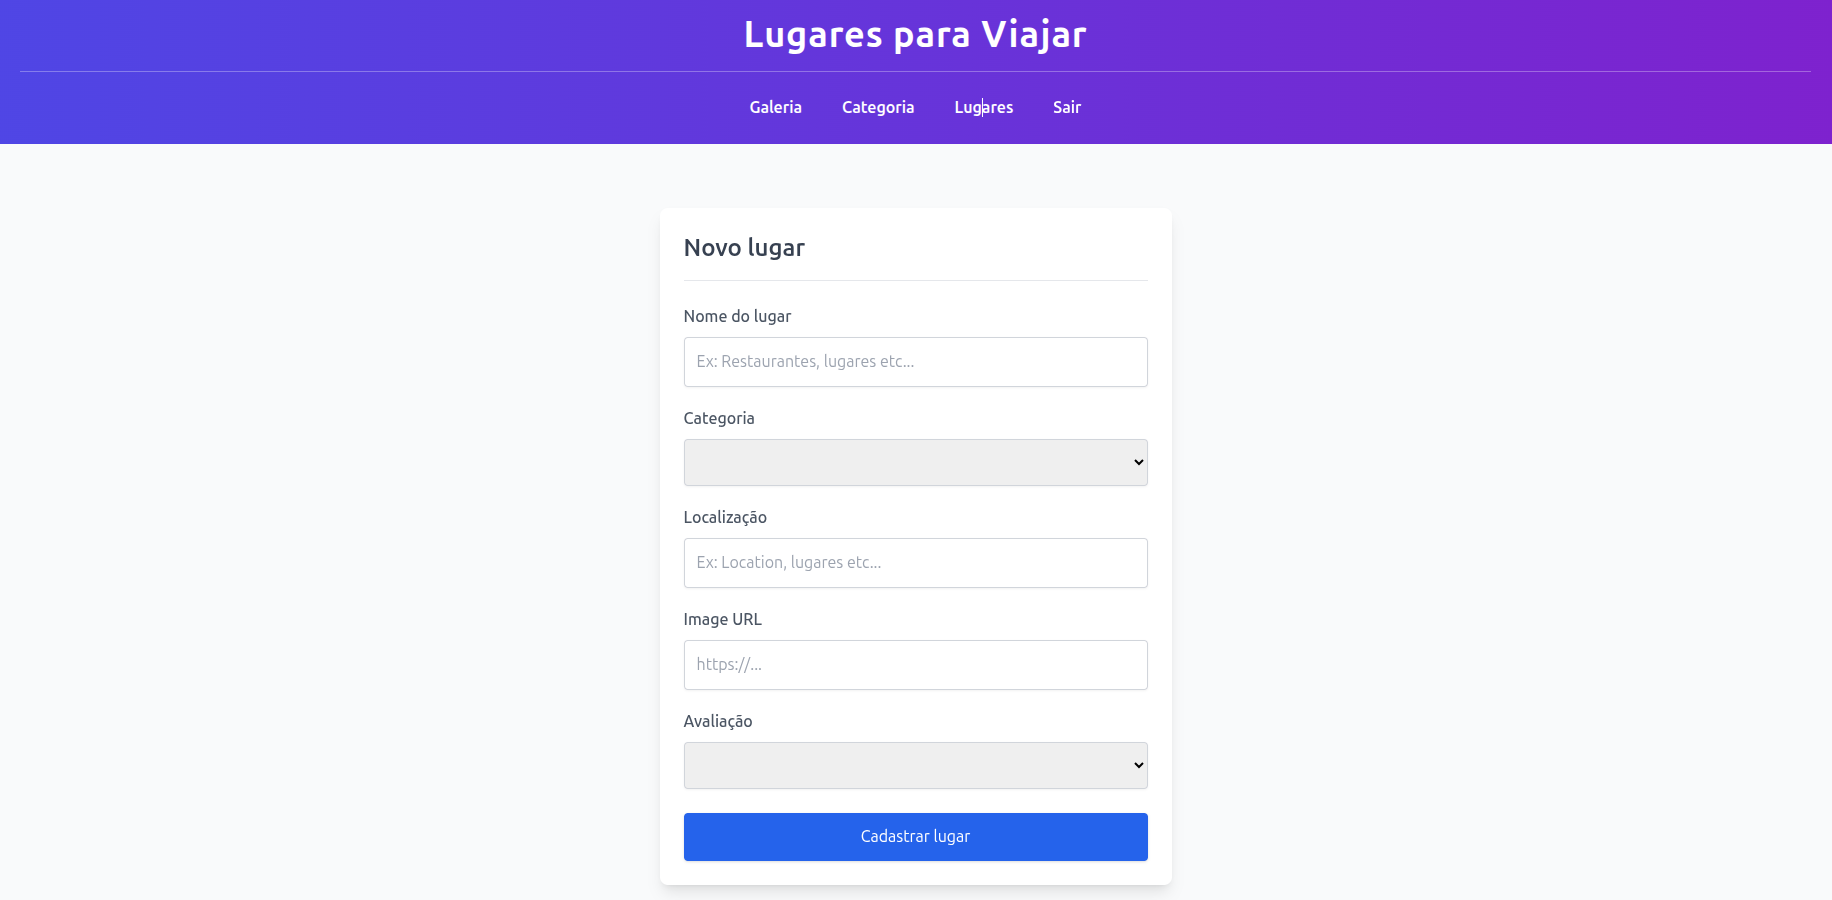 Lugares para Viajar
Galeria Categoria Lugares Sair
Novo lugar
Nome do lugar
Ex: Restaurantes, lugares etc...
Categoria
Localização
Ex: Location, lugares etc...
Image URL
https://...
Avaliação
Cadastrar lugar